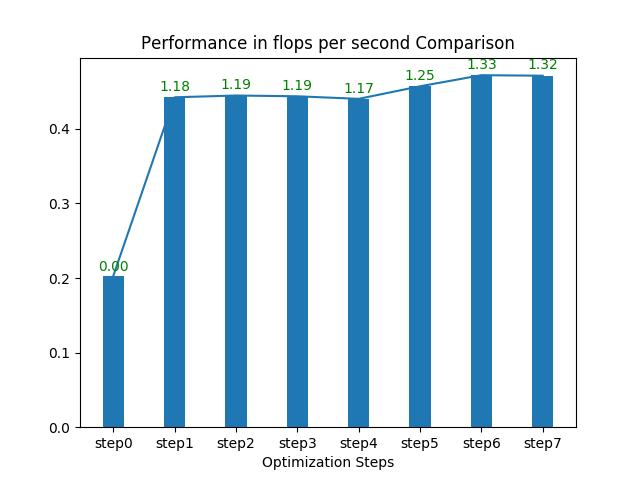 Performance in flops per second Comparison
1.18 1.19 1.19 1.17 1.25 1.33 1.32
0.00
0.4
0.3
0.2
0.1
0.0
step0 step1 step2 step3 step4 step5 step6 step7
Optimization Steps